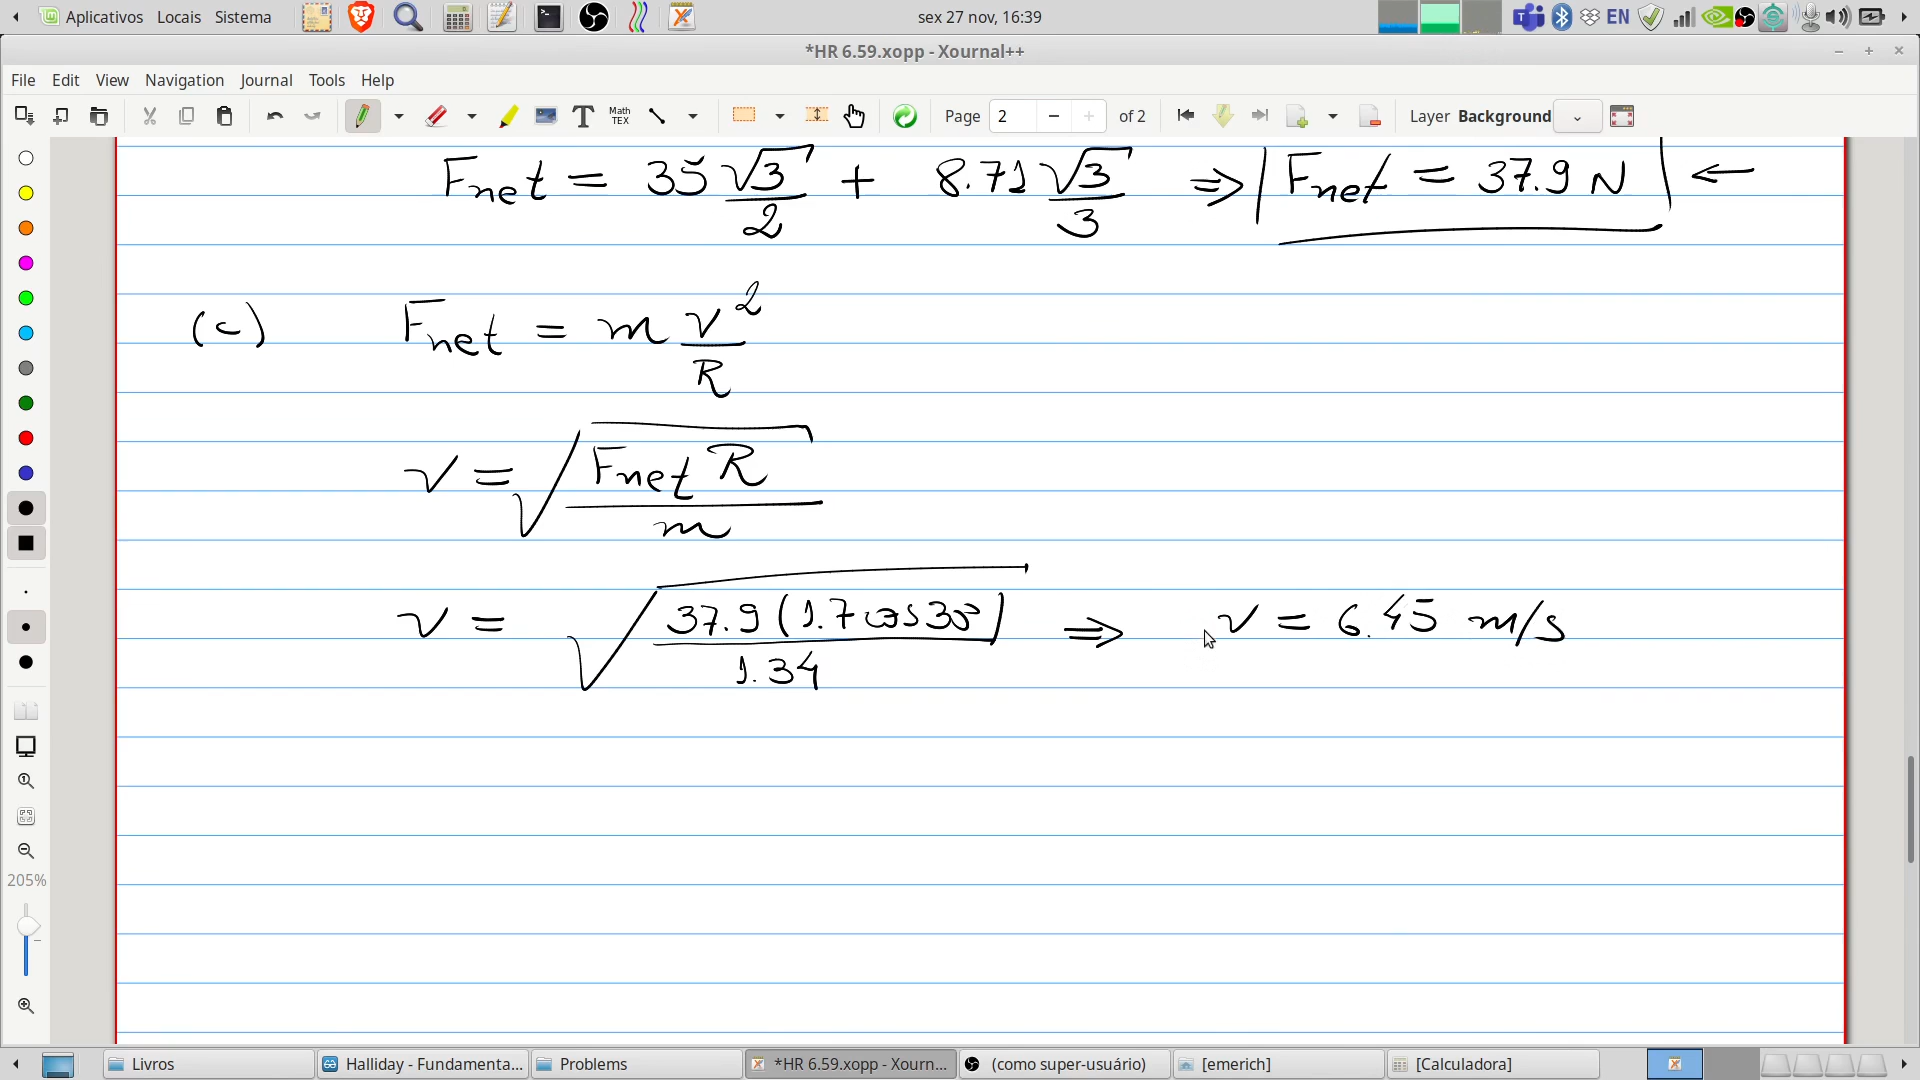 Aplicativos Locais Sistema sex 27 nov, 16:39 EN
*HR 6.59.xopp - Xournal++
File Edit View Navigation Journal Tools Help
Math TEX Page 2 of 2 Layer Background
Fnet = 35 √3/2 + 8.71 √3/3 ⇒ Fnet = 37.9 N ←
(c) Fnet = m v²/R
v = √(Fnet R/m)
v = √(37.9 (1.7 cos 30°)/1.34) ⇒ v = 6.45 m/s
205%
Livros Halliday - Fundamenta... Problems *HR 6.59.xopp - Xourn... (como super-usuário) [emerich] [Calculadora]